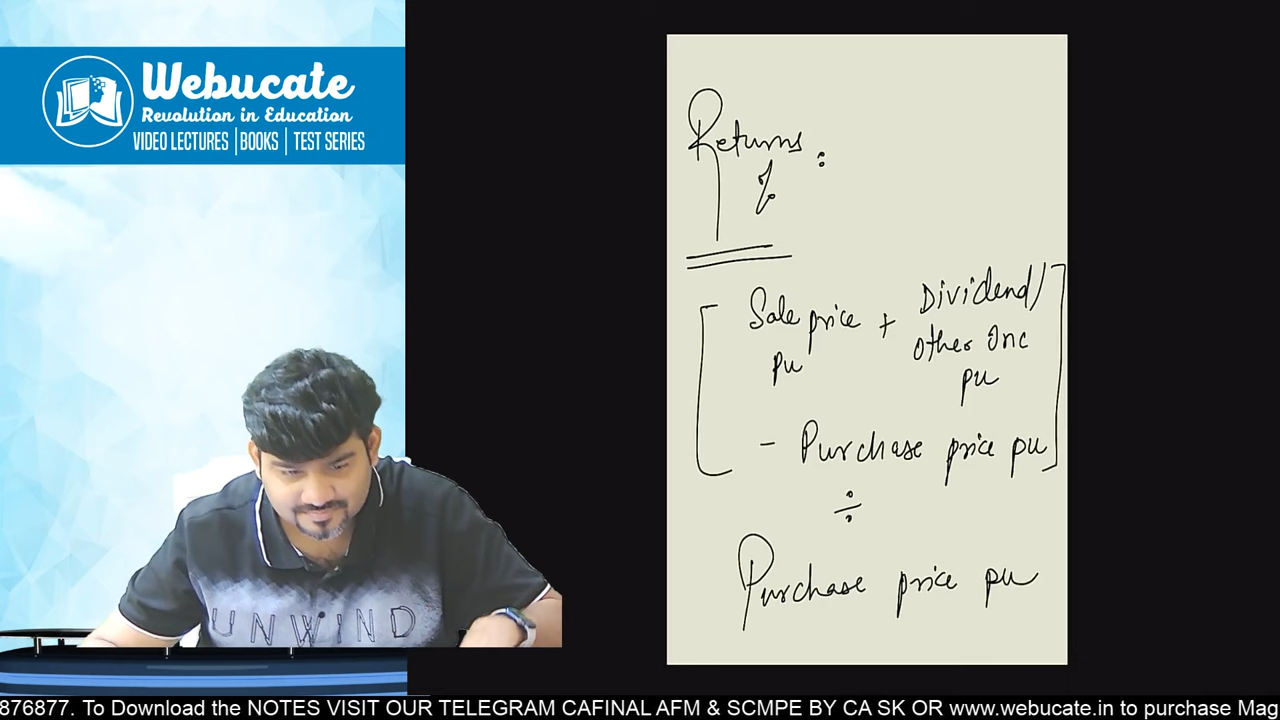 Webucate
Revolution in Education
VIDEO LECTURES | BOOKS | TEST SERIES
Returns :
%
[ Sale price + Dividend/
pu other Inc
pu
- Purchase price pu ]
÷
Purchase price pu
UNWIND
876877. To Download the NOTES VISIT OUR TELEGRAM CAFINAL AFM & SCMPE BY CA SK OR www.webucate.in to purchase Mag